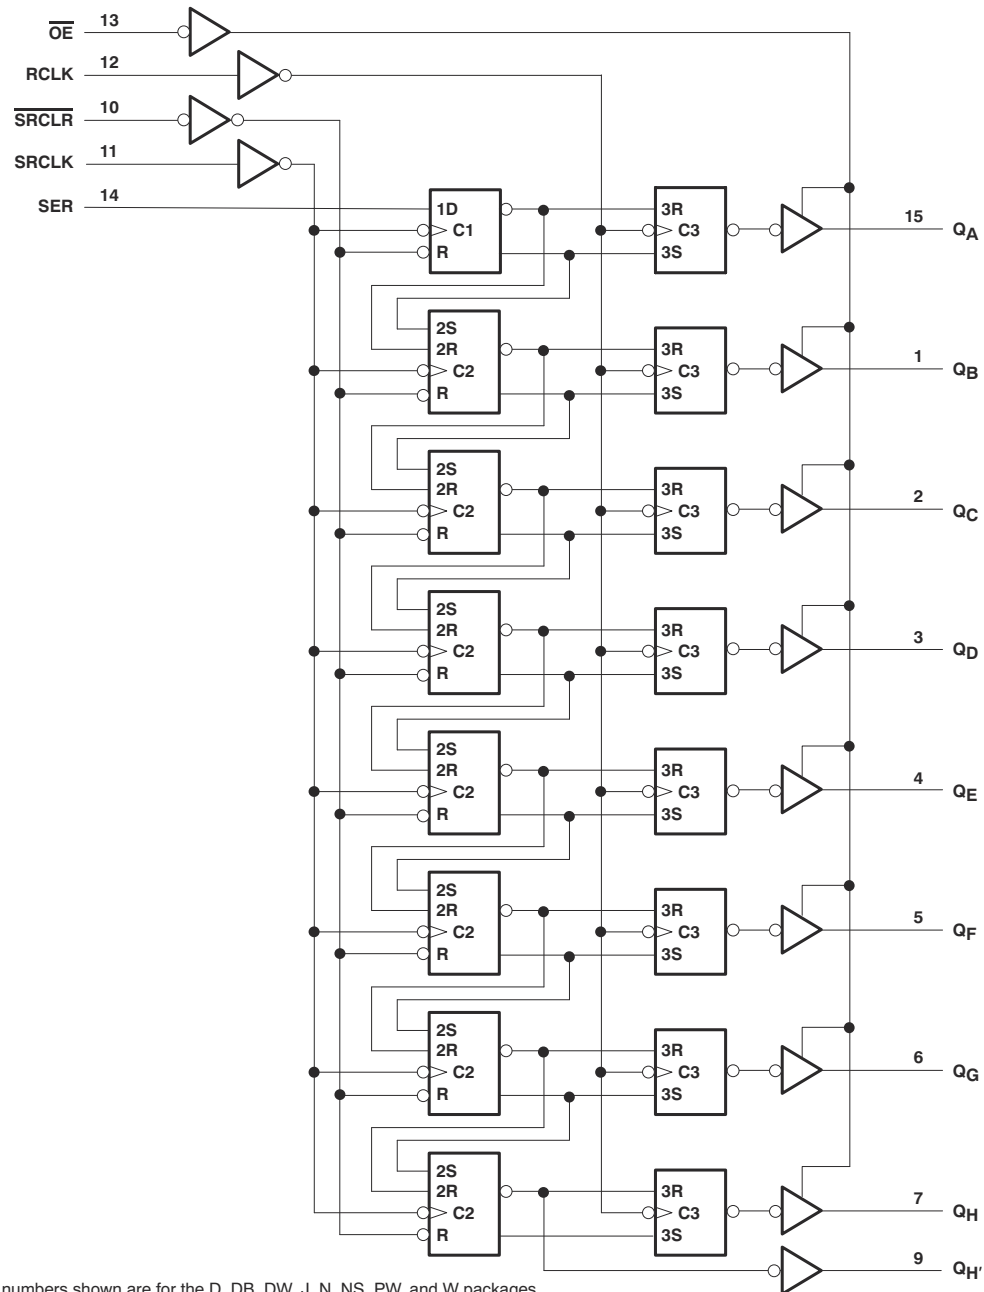 OE 13
RCLK 12
SRCLR 10
SRCLK 11
SER 14
1D
C1
R
3R
C3
3S
15 QA
2S
2R
C2
R
3R
C3
3S
1 QB
2S
2R
C2
R
3R
C3
3S
2 QC
2S
2R
C2
R
3R
C3
3S
3 QD
2S
2R
C2
R
3R
C3
3S
4 QE
2S
2R
C2
R
3R
C3
3S
5 QF
2S
2R
C2
R
3R
C3
3S
6 QG
2S
2R
C2
R
3R
C3
3S
7 QH
9 QH′
numbers shown are for the D, DB, DW, J, N, NS, PW, and W packages